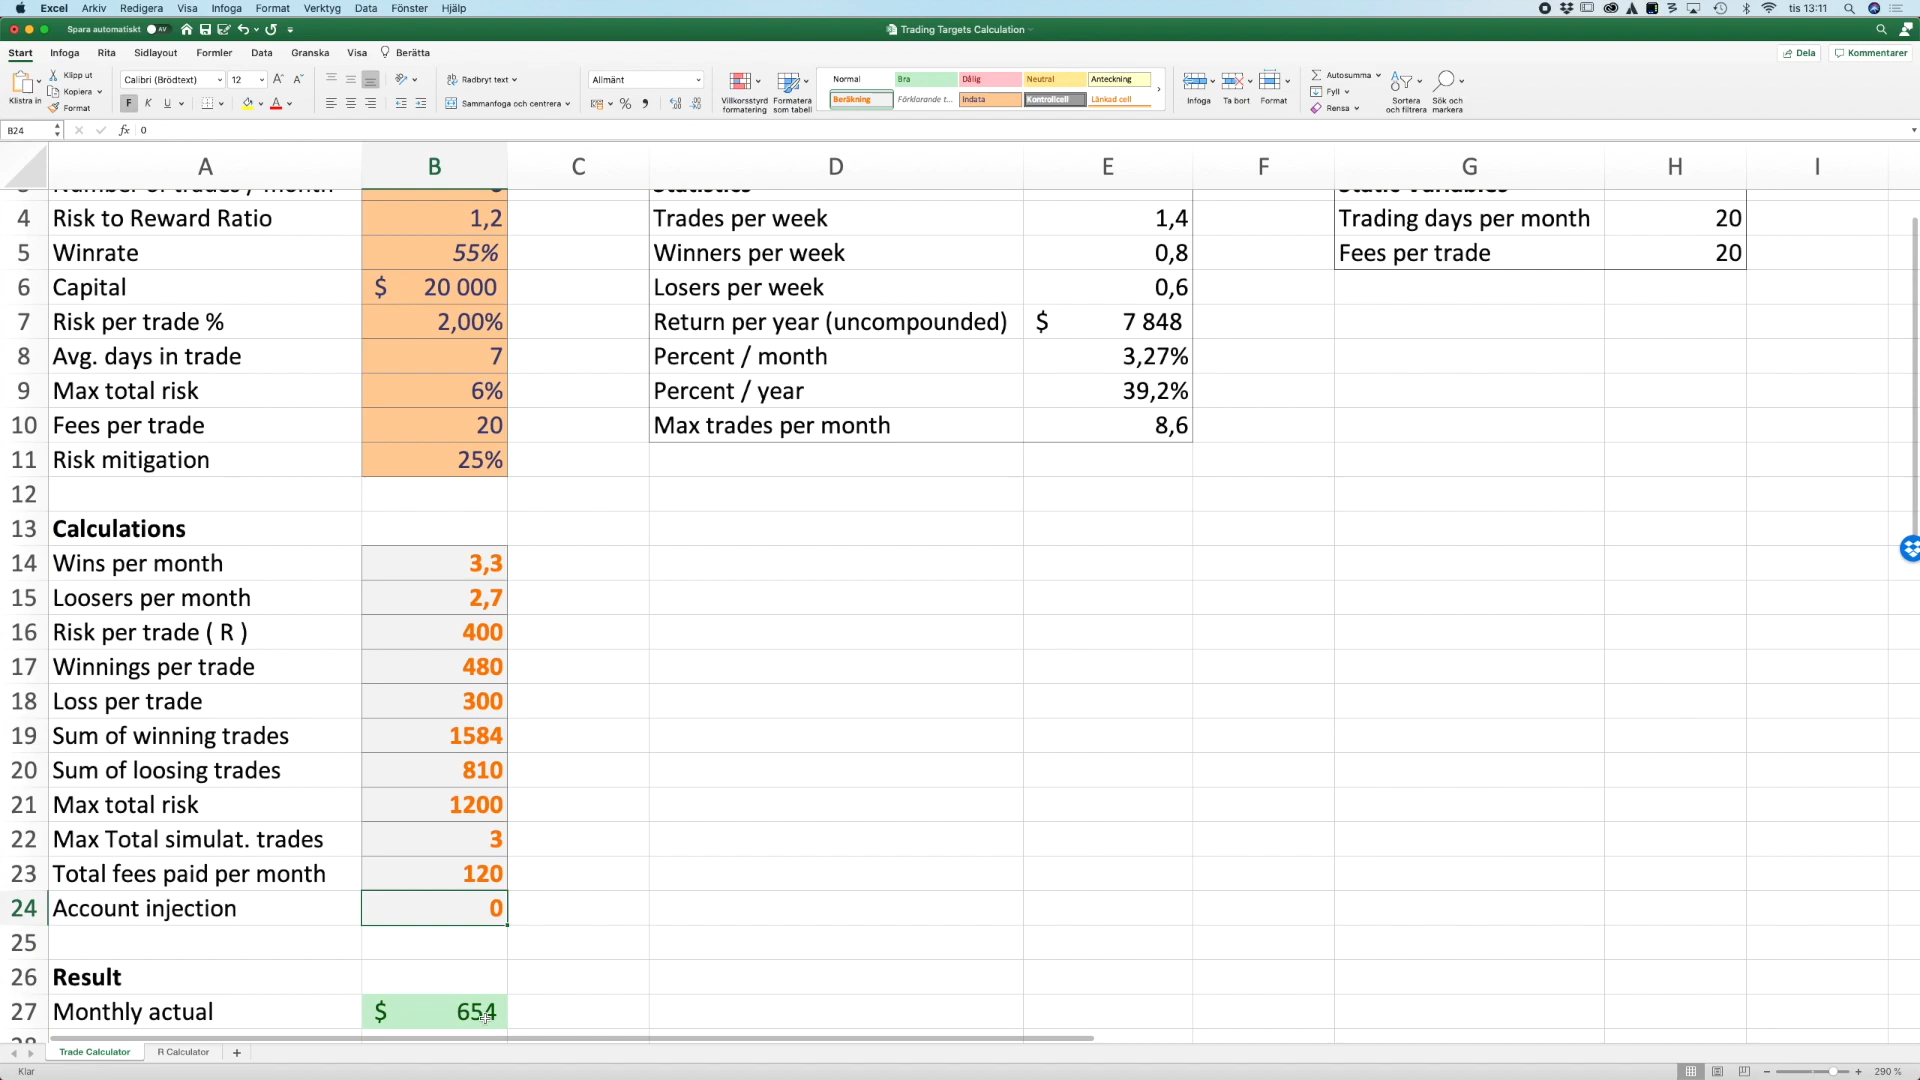 Excel Arkiv Redigera Visa Infoga Format Verktyg Data Fönster Hjälp tis 13:11
Spara automatiskt AV Trading Targets Calculation
Start Infoga Rita Sidlayout Formler Data Granska Visa Berätta Dela Kommentarer
Klistra in Klipp ut Kopiera Format
Calibri (Brödtext) 12
F K U
Radbryt text
Sammanfoga och centrera
Allmänt
Villkorsstyrd formatering Formatera som tabell
Normal Bra Dålig Neutral Anteckning
Beräkning Förklarande t... Indata Kontrollcell Länkad cell
Infoga Ta bort Format
Autosumma Fyll Rensa
Sortera och filtrera Sök och markera
B24 fx 0
A B C D E F G H I
4 Risk to Reward Ratio 1,2 Trades per week 1,4 Trading days per month 20
5 Winrate 55% Winners per week 0,8 Fees per trade 20
6 Capital $ 20 000 Losers per week 0,6
7 Risk per trade % 2,00% Return per year (uncompounded) $ 7 848
8 Avg. days in trade 7 Percent / month 3,27%
9 Max total risk 6% Percent / year 39,2%
10 Fees per trade 20 Max trades per month 8,6
11 Risk mitigation 25%
12
13 Calculations
14 Wins per month 3,3
15 Loosers per month 2,7
16 Risk per trade ( R ) 400
17 Winnings per trade 480
18 Loss per trade 300
19 Sum of winning trades 1584
20 Sum of loosing trades 810
21 Max total risk 1200
22 Max Total simulat. trades 3
23 Total fees paid per month 120
24 Account injection 0
25
26 Result
27 Monthly actual $ 654
Trade Calculator R Calculator +
Klar 290 %